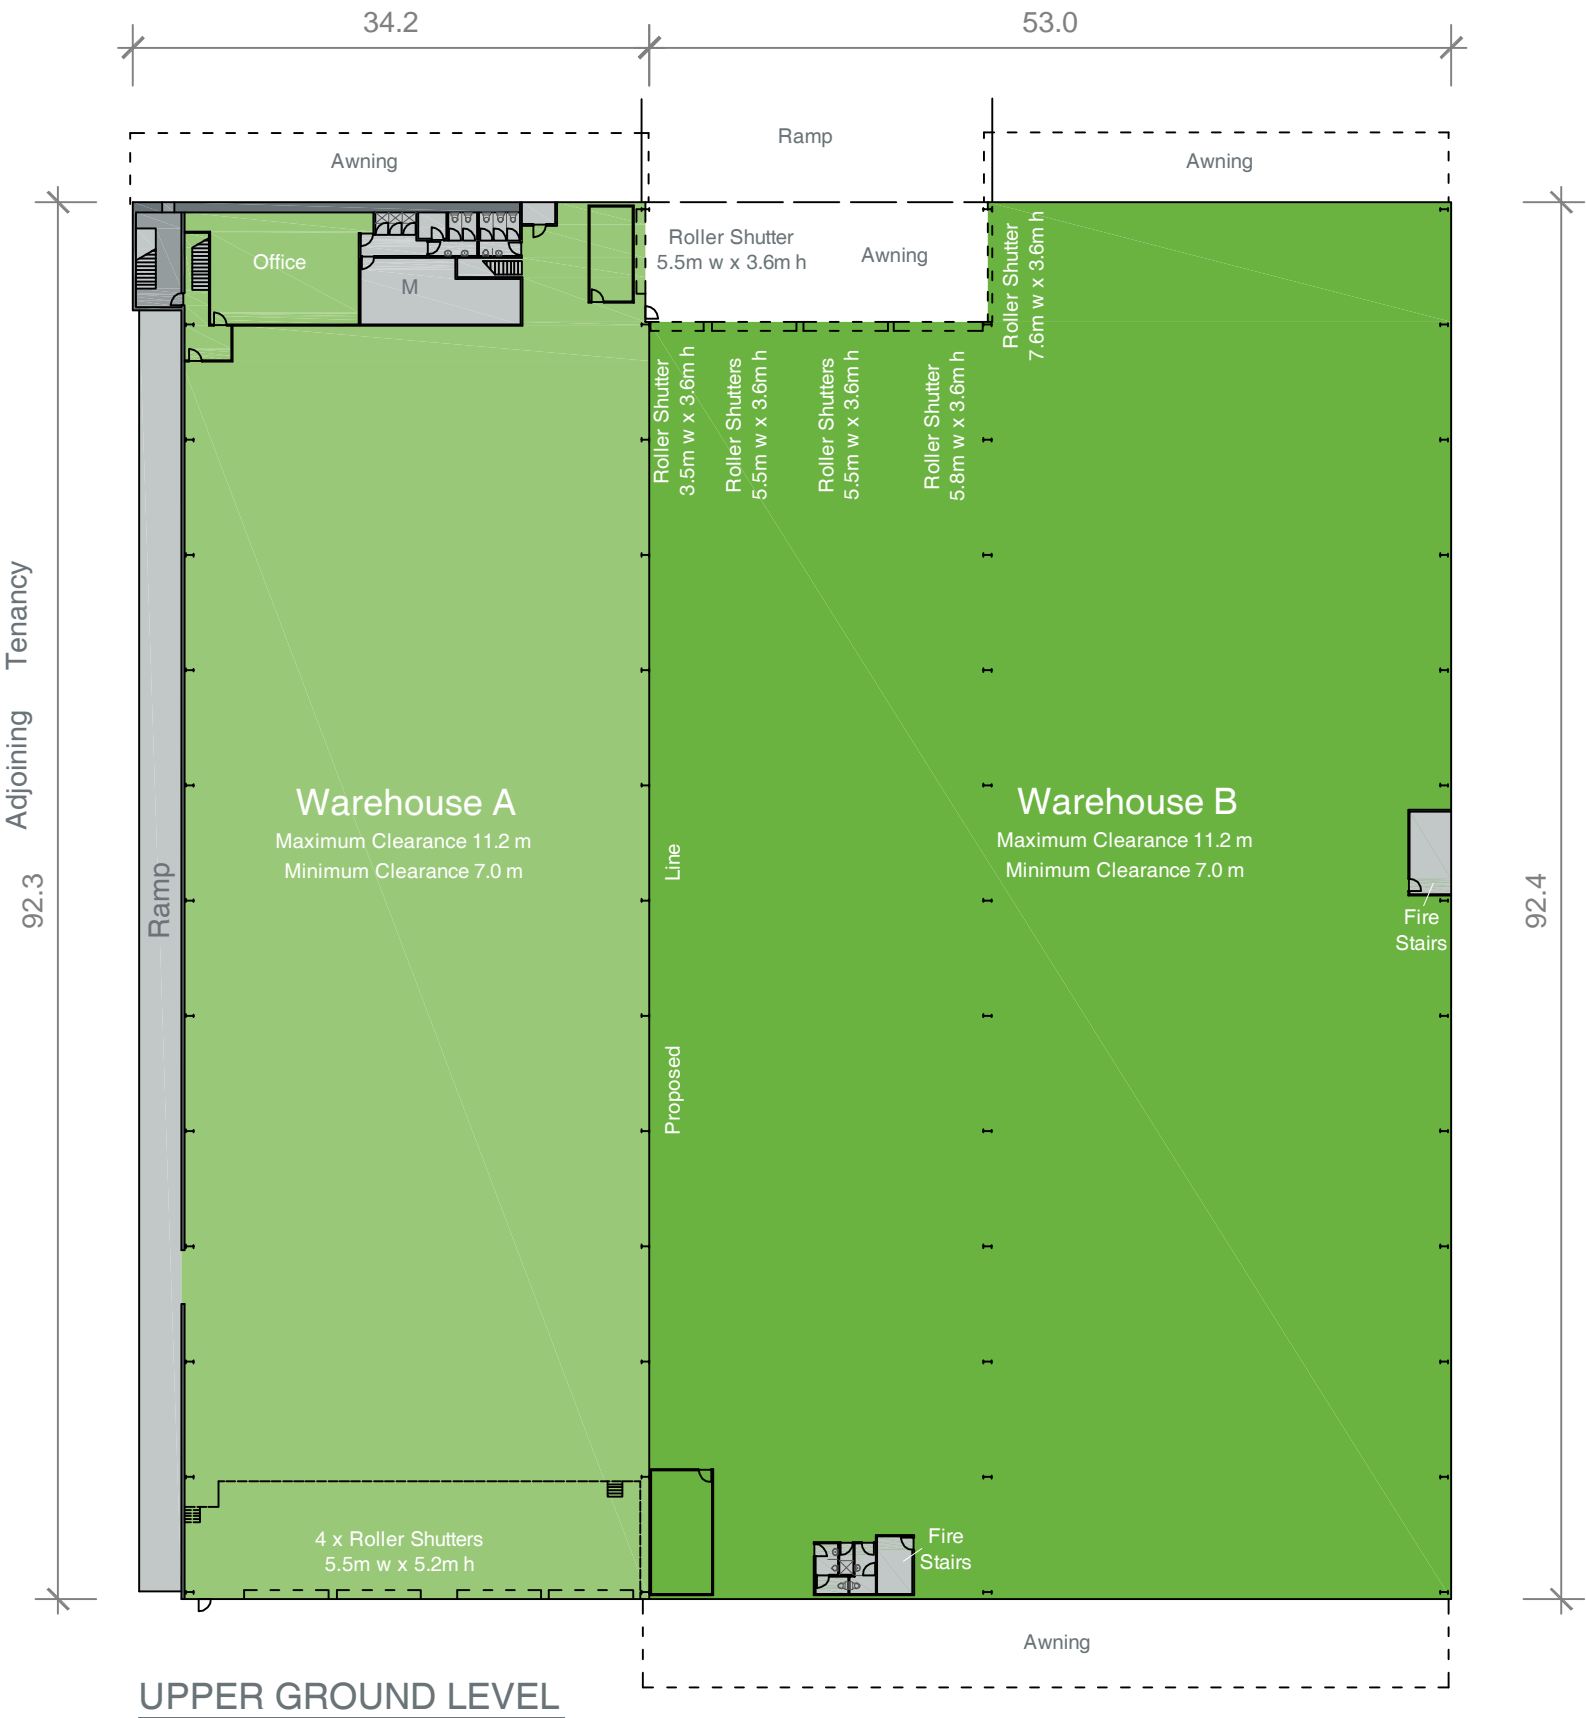 34.2
53.0
Ramp
Awning
Awning
Roller Shutter
5.5m w x 3.6m h
Awning
Roller Shutter
7.6m w x 3.6m h
Office
M
Roller Shutter
3.5m w x 3.6m h
Roller Shutters
5.5m w x 3.6m h
Roller Shutters
5.5m w x 3.6m h
Roller Shutter
5.8m w x 3.6m h
Adjoining Tenancy
92.3
Ramp
Warehouse A
Maximum Clearance 11.2 m
Minimum Clearance 7.0 m
Proposed Line
Warehouse B
Maximum Clearance 11.2 m
Minimum Clearance 7.0 m
Fire
Stairs
92.4
4 x Roller Shutters
5.5m w x 5.2m h
Fire
Stairs
Awning
UPPER GROUND LEVEL